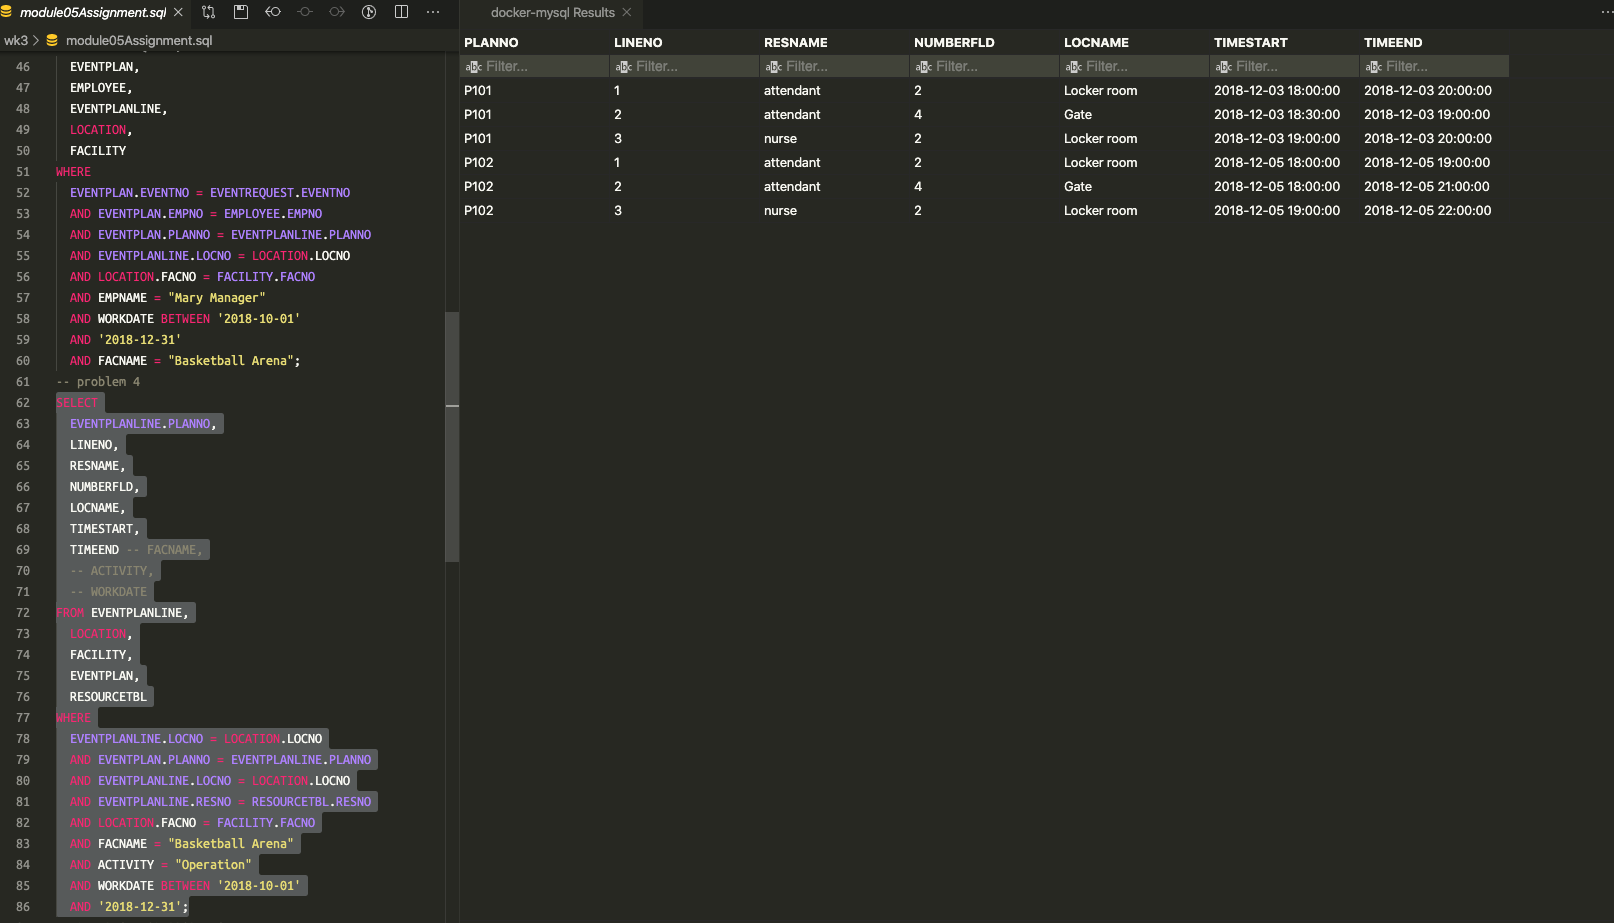 module05Assignment.sql
docker-mysql Results
wk3 > module05Assignment.sql
46 EVENTPLAN,
47 EMPLOYEE,
48 EVENTPLANLINE,
49 LOCATION,
50 FACILITY
51 WHERE
52 EVENTPLAN.EVENTNO = EVENTREQUEST.EVENTNO
53 AND EVENTPLAN.EMPNO = EMPLOYEE.EMPNO
54 AND EVENTPLAN.PLANNO = EVENTPLANLINE.PLANNO
55 AND EVENTPLANLINE.LOCNO = LOCATION.LOCNO
56 AND LOCATION.FACNO = FACILITY.FACNO
57 AND EMPNAME = "Mary Manager"
58 AND WORKDATE BETWEEN '2018-10-01'
59 AND '2018-12-31'
60 AND FACNAME = "Basketball Arena";
61 -- problem 4
62 SELECT
63 EVENTPLANLINE.PLANNO,
64 LINENO,
65 RESNAME,
66 NUMBERFLD,
67 LOCNAME,
68 TIMESTART,
69 TIMEEND -- FACNAME,
70 -- ACTIVITY,
71 -- WORKDATE
72 FROM EVENTPLANLINE,
73 LOCATION,
74 FACILITY,
75 EVENTPLAN,
76 RESOURCETBL
77 WHERE
78 EVENTPLANLINE.LOCNO = LOCATION.LOCNO
79 AND EVENTPLAN.PLANNO = EVENTPLANLINE.PLANNO
80 AND EVENTPLANLINE.LOCNO = LOCATION.LOCNO
81 AND EVENTPLANLINE.RESNO = RESOURCETBL.RESNO
82 AND LOCATION.FACNO = FACILITY.FACNO
83 AND FACNAME = "Basketball Arena"
84 AND ACTIVITY = "Operation"
85 AND WORKDATE BETWEEN '2018-10-01'
86 AND '2018-12-31';
PLANNO LINENO RESNAME NUMBERFLD LOCNAME TIMESTART TIMEEND
abc Filter... abc Filter... abc Filter... abc Filter... abc Filter... abc Filter... abc Filter...
P101 1 attendant 2 Locker room 2018-12-03 18:00:00 2018-12-03 20:00:00
P101 2 attendant 4 Gate 2018-12-03 18:30:00 2018-12-03 19:00:00
P101 3 nurse 2 Locker room 2018-12-03 19:00:00 2018-12-03 20:00:00
P102 1 attendant 2 Locker room 2018-12-05 18:00:00 2018-12-05 19:00:00
P102 2 attendant 4 Gate 2018-12-05 18:00:00 2018-12-05 21:00:00
P102 3 nurse 2 Locker room 2018-12-05 19:00:00 2018-12-05 22:00:00